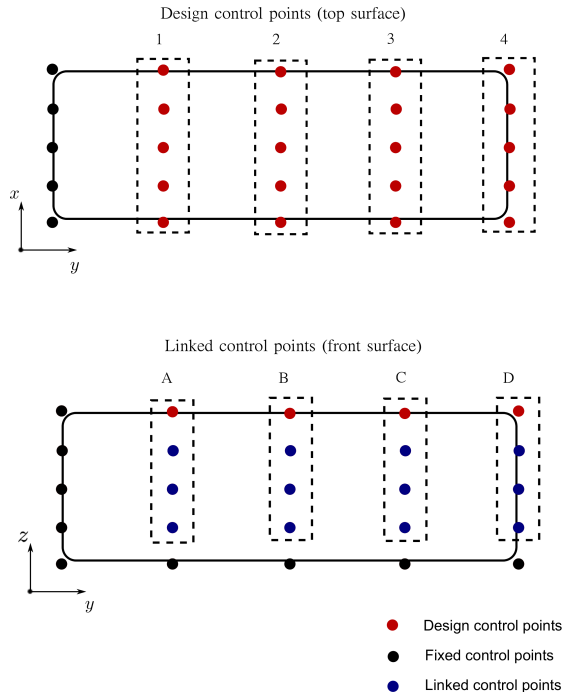 Design control points (top surface)
1 2 3 4
x
y
Linked control points (front surface)
A B C D
z
y
Design control points
Fixed control points
Linked control points